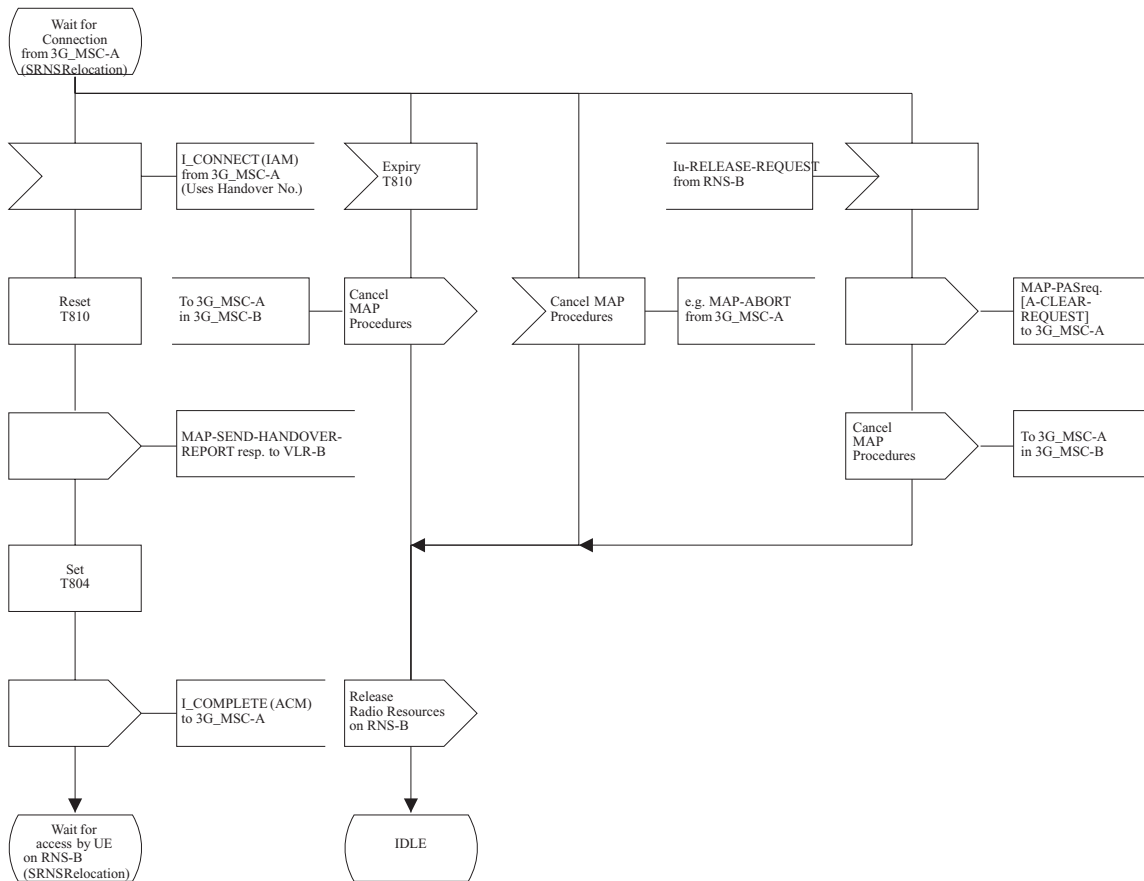 Wait for
Connection
from 3G_MSC-A
(SRNSRelocation)
I_CONNECT (IAM)
from 3G_MSC-A
(Uses Handover No.)
Expiry
T810
Iu-RELEASE-REQUEST
from RNS-B
Reset
T810
To 3G_MSC-A
in 3G_MSC-B
Cancel
MAP
Procedures
Cancel MAP
Procedures
e.g. MAP-ABORT
from 3G_MSC-A
MAP-PASreq.
[A-CLEAR-
REQUEST]
to 3G_MSC-A
MAP-SEND-HANDOVER-
REPORT resp. to VLR-B
Cancel
MAP
Procedures
To 3G_MSC-A
in 3G_MSC-B
Set
T804
I_COMPLETE (ACM)
to 3G_MSC-A
Release
Radio Resources
on RNS-B
Wait for
access by UE
on RNS-B
(SRNSRelocation)
IDLE